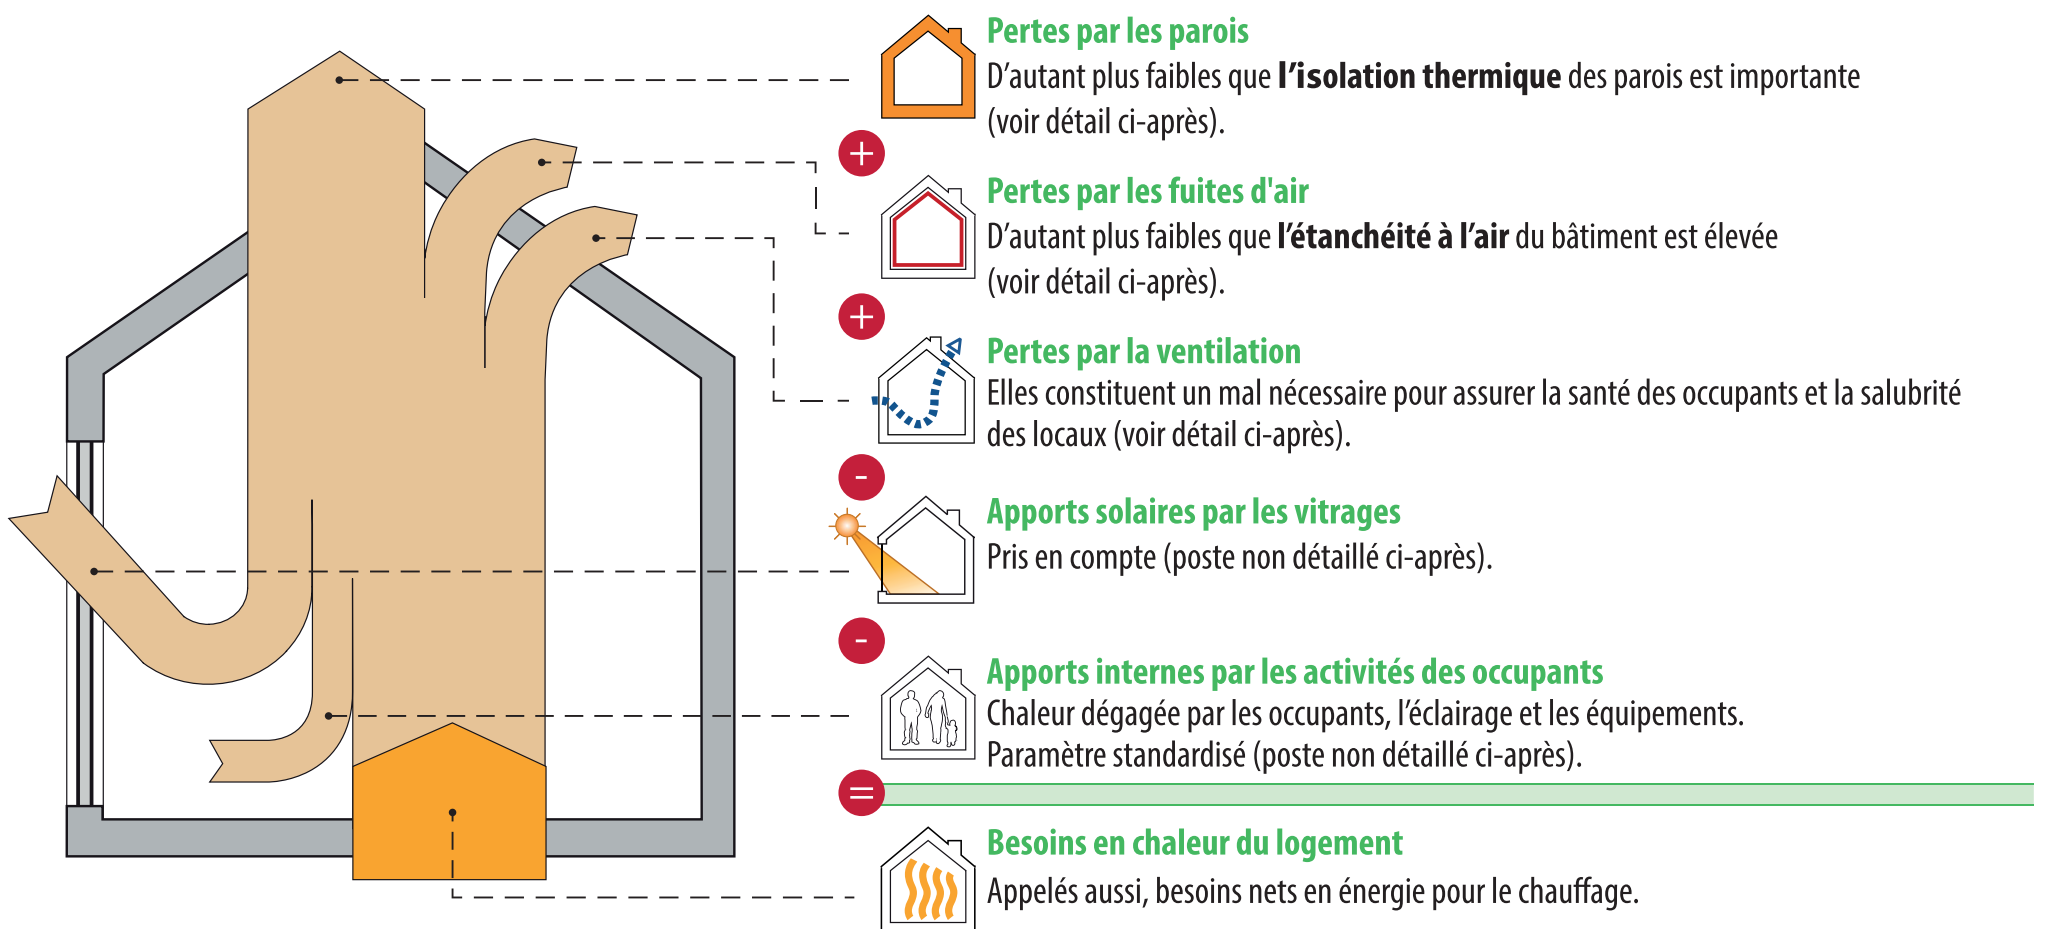 Pertes par les parois
D’autant plus faibles que l’isolation thermique des parois est importante
(voir détail ci-après).
+
Pertes par les fuites d'air
D’autant plus faibles que l’étanchéité à l’air du bâtiment est élevée
(voir détail ci-après).
+
Pertes par la ventilation
Elles constituent un mal nécessaire pour assurer la santé des occupants et la salubrité
des locaux (voir détail ci-après).
-
Apports solaires par les vitrages
Pris en compte (poste non détaillé ci-après).
-
Apports internes par les activités des occupants
Chaleur dégagée par les occupants, l’éclairage et les équipements.
Paramètre standardisé (poste non détaillé ci-après).
=
Besoins en chaleur du logement
Appelés aussi, besoins nets en énergie pour le chauffage.